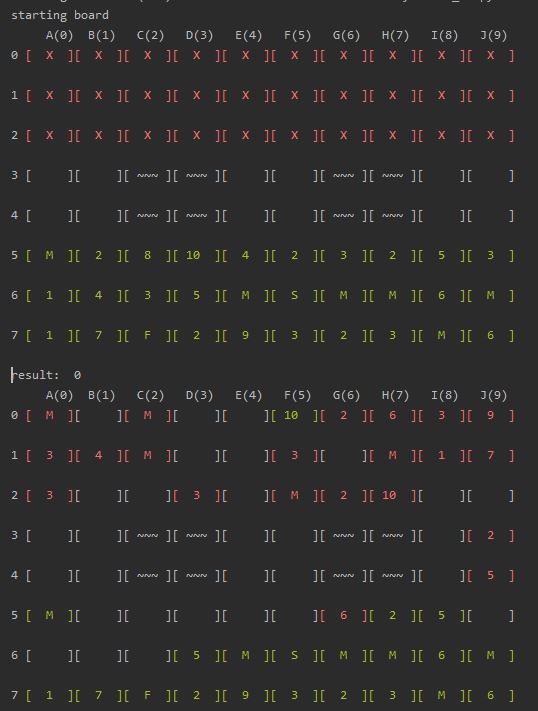 starting board
A(0) B(1) C(2) D(3) E(4) F(5) G(6) H(7) I(8) J(9)
0 [ X ][ X ][ X ][ X ][ X ][ X ][ X ][ X ][ X ][ X ]
1 [ X ][ X ][ X ][ X ][ X ][ X ][ X ][ X ][ X ][ X ]
2 [ X ][ X ][ X ][ X ][ X ][ X ][ X ][ X ][ X ][ X ]
3 [ ][ ][ ~~~ ][ ~~~ ][ ][ ][ ~~~ ][ ~~~ ][ ][ ]
4 [ ][ ][ ~~~ ][ ~~~ ][ ][ ][ ~~~ ][ ~~~ ][ ][ ]
5 [ M ][ 2 ][ 8 ][ 10 ][ 4 ][ 2 ][ 3 ][ 2 ][ 5 ][ 3 ]
6 [ 1 ][ 4 ][ 3 ][ 5 ][ M ][ S ][ M ][ M ][ 6 ][ M ]
7 [ 1 ][ 7 ][ F ][ 2 ][ 9 ][ 3 ][ 2 ][ 3 ][ M ][ 6 ]
result: 0
A(0) B(1) C(2) D(3) E(4) F(5) G(6) H(7) I(8) J(9)
0 [ M ][ ][ M ][ ][ ][ 10 ][ 2 ][ 6 ][ 3 ][ 9 ]
1 [ 3 ][ 4 ][ M ][ ][ ][ 3 ][ ][ M ][ 1 ][ 7 ]
2 [ 3 ][ ][ ][ 3 ][ ][ M ][ 2 ][ 10 ][ ][ ]
3 [ ][ ][ ~~~ ][ ~~~ ][ ][ ][ ~~~ ][ ~~~ ][ ][ 2 ]
4 [ ][ ][ ~~~ ][ ~~~ ][ ][ ][ ~~~ ][ ~~~ ][ ][ 5 ]
5 [ M ][ ][ ][ ][ ][ ][ 6 ][ 2 ][ 5 ][ ]
6 [ ][ ][ ][ 5 ][ M ][ S ][ M ][ M ][ 6 ][ M ]
7 [ 1 ][ 7 ][ F ][ 2 ][ 9 ][ 3 ][ 2 ][ 3 ][ M ][ 6 ]